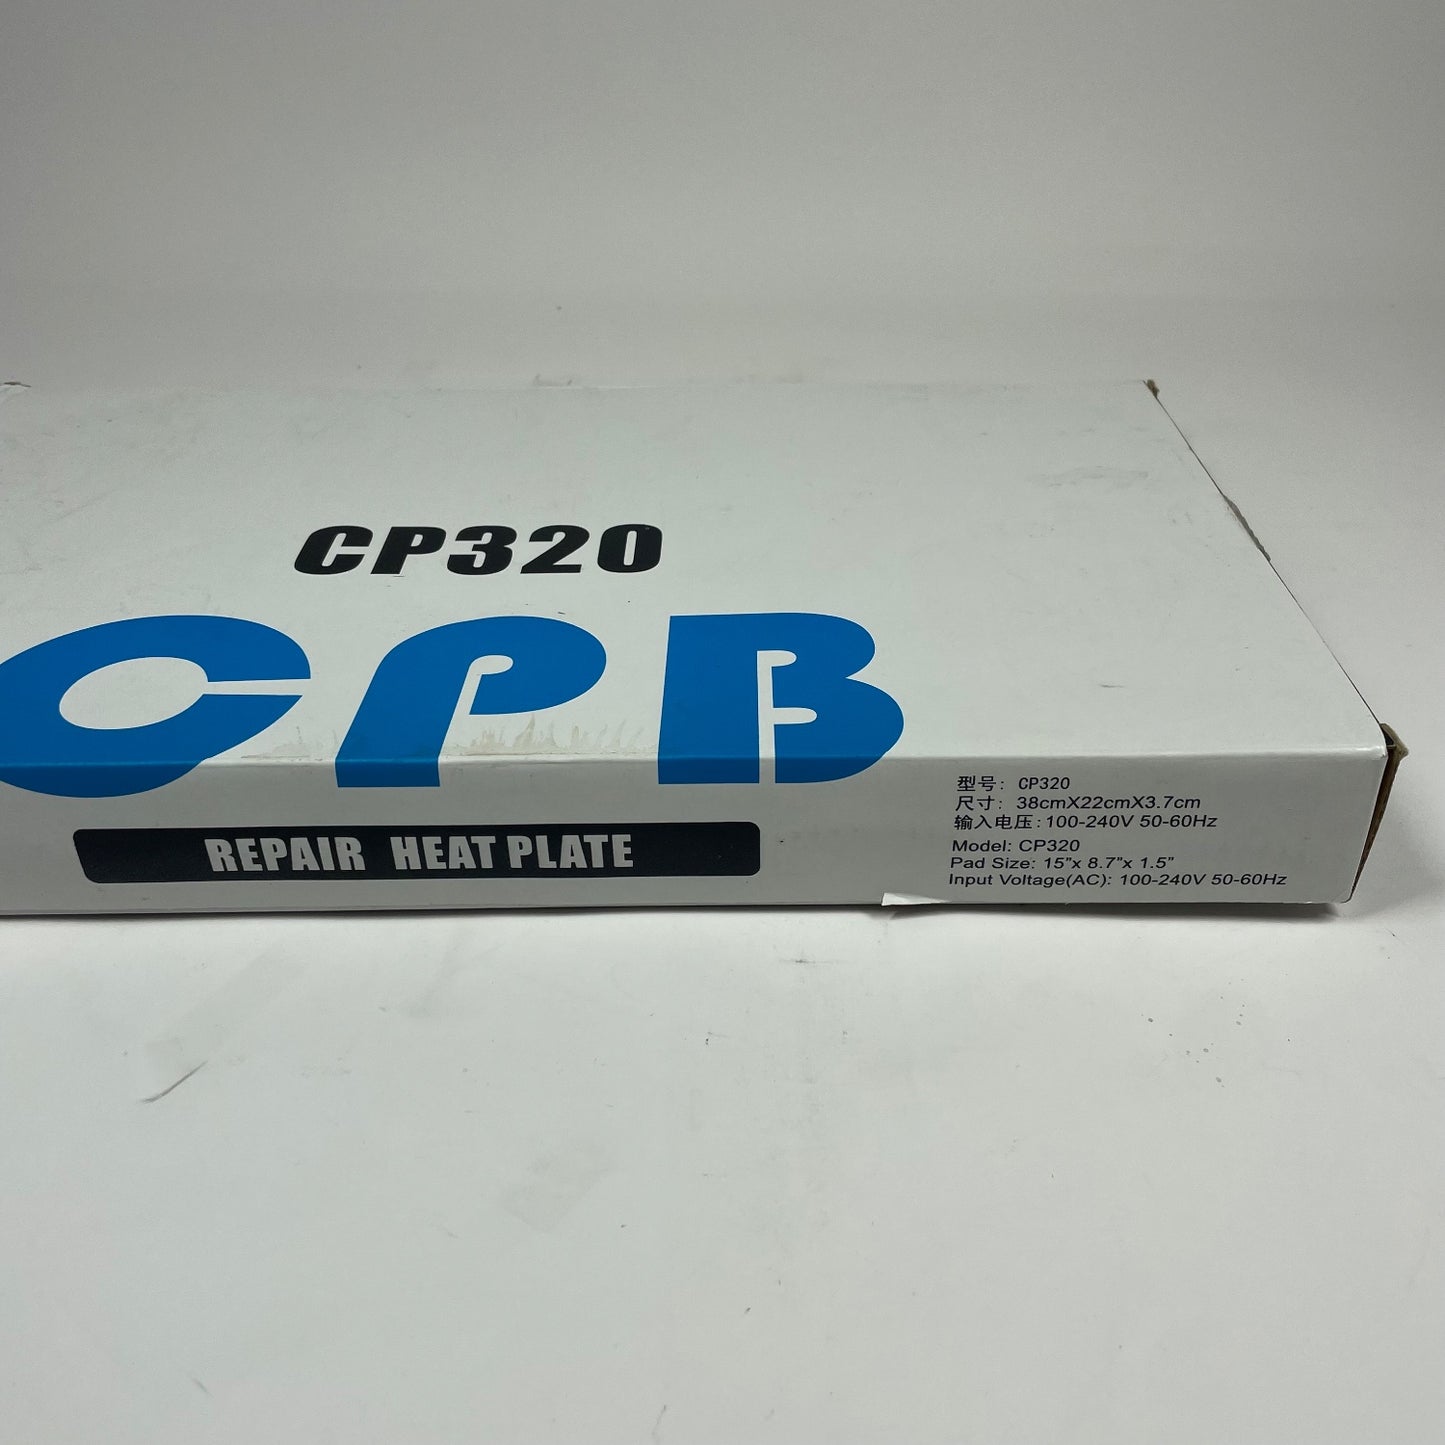 CP320
CPB
REPAIR HEAT PLATE
型号: CP320
尺寸: 38cmX22cmX3.7cm
输入电压:100-240V 50-60Hz
Model: CP320
Pad Size: 15”x 8.7”x 1.5”
Input Voltage(AC): 100-240V 50-60Hz